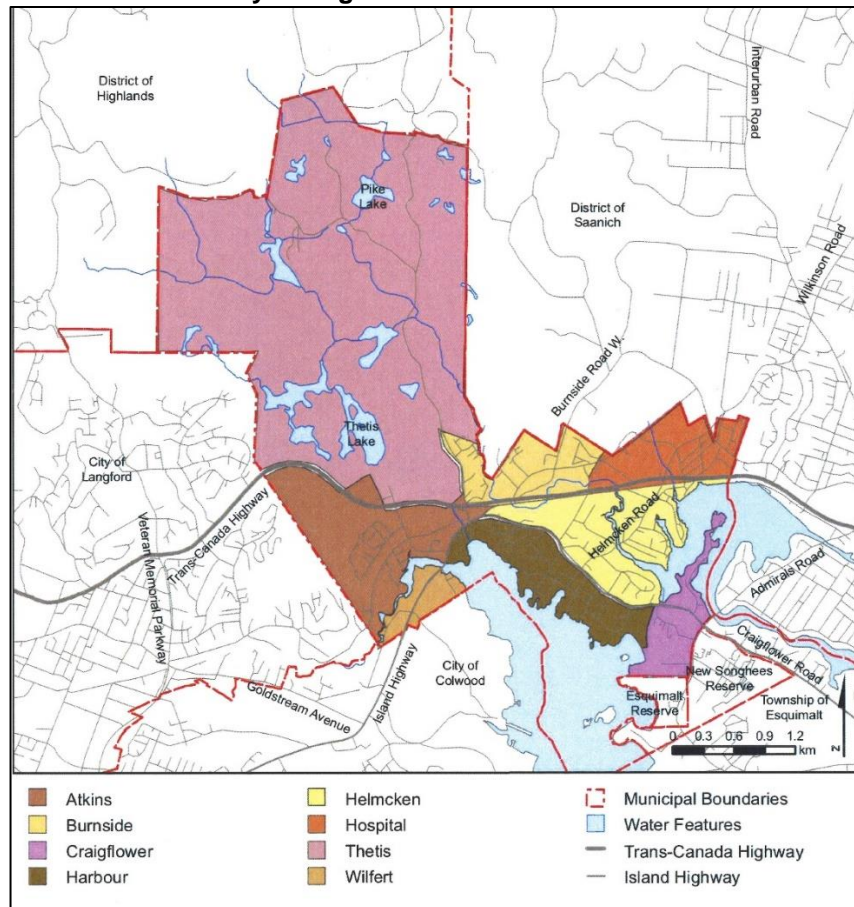 District of
Highlands
Interurban Road
Pike
Lake
District of
Saanich
Wilkinson Road
Burnside Road W.
Thetis
Lake
City of
Langford
Trans-Canada Highway
Veteran Memorial Parkway
Helmcken Road
Admirals Road
Craigflower Road
City of
Colwood
Island Highway
Goldstream Avenue
New Songhees
Reserve
Esquimalt
Reserve
Township of
Esquimalt
0 0.3 0.6 0.9 1.2
km
N
Atkins
Burnside
Craigflower
Harbour
Helmcken
Hospital
Thetis
Wilfert
Municipal Boundaries
Water Features
Trans-Canada Highway
Island Highway